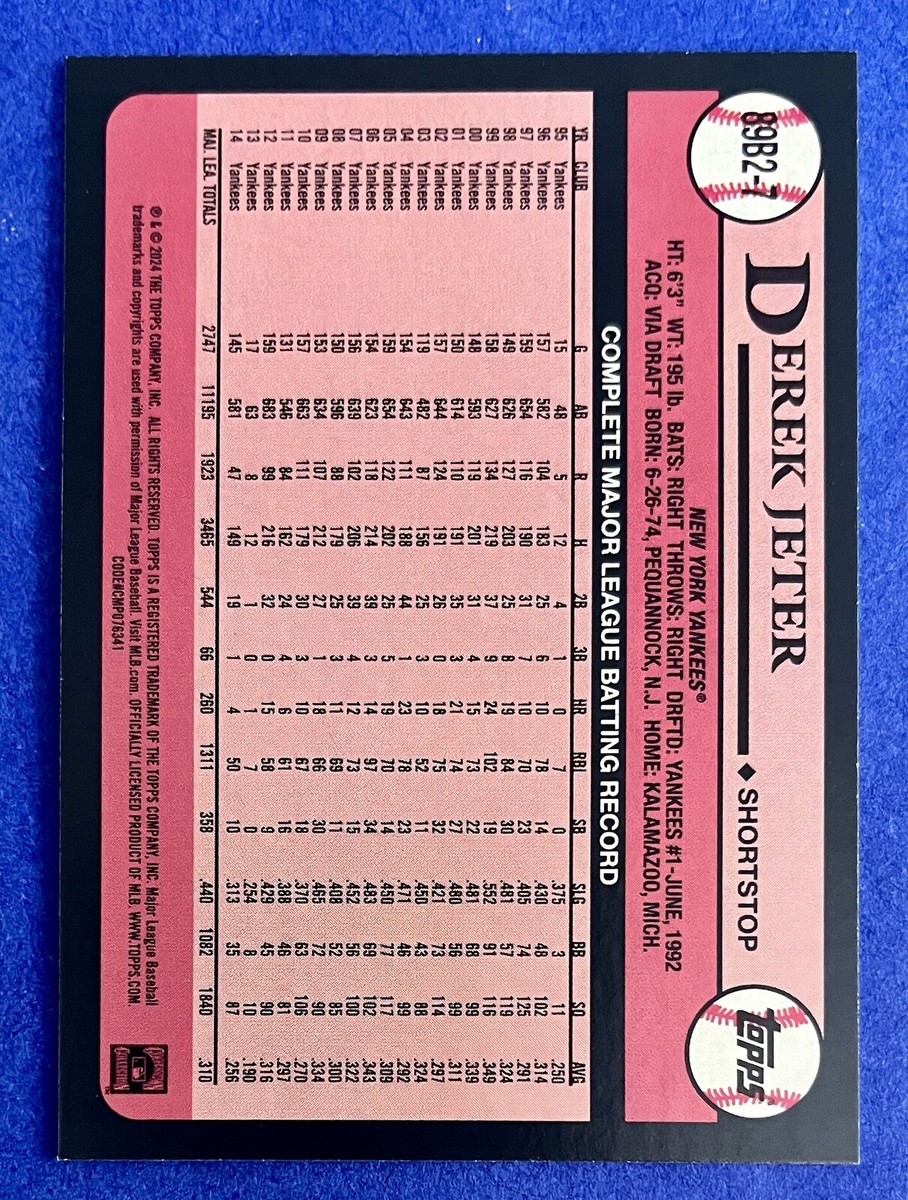 89B2-7
DEREK JETER
◆ SHORTSTOP
topps®
NEW YORK YANKEES®
HT: 6'3" WT: 195 lb. BATS: RIGHT THROWS: RIGHT DRFTD: YANKEES #1-JUNE, 1992
ACQ: VIA DRAFT BORN: 6-26-74, PEQUANNOCK, N.J. HOME: KALAMAZOO, MICH.
COMPLETE MAJOR LEAGUE BATTING RECORD
YR CLUB G AB R H 2B 3B HR RBI SB SLG BB SO AVG
95 Yankees 15 48 5 12 4 1 0 7 0 .375 3 11 .250
96 Yankees 157 582 104 183 25 6 10 78 14 .430 48 102 .314
97 Yankees 159 654 116 190 31 7 10 70 23 .405 74 125 .291
98 Yankees 149 626 127 203 25 8 19 84 30 .481 57 119 .324
99 Yankees 158 627 134 219 37 9 24 102 19 .552 91 116 .349
00 Yankees 148 593 119 201 31 4 15 73 22 .481 68 99 .339
01 Yankees 150 614 110 191 35 3 21 74 27 .480 56 99 .311
02 Yankees 157 644 124 191 26 0 18 75 32 .421 73 114 .297
03 Yankees 119 482 87 156 25 3 10 52 11 .450 43 88 .324
04 Yankees 154 643 111 188 44 1 23 78 23 .471 46 99 .292
05 Yankees 159 654 122 202 25 5 19 70 14 .450 77 117 .309
06 Yankees 154 623 118 214 39 3 14 97 34 .483 69 102 .343
07 Yankees 156 639 102 206 39 4 12 73 15 .452 56 100 .322
08 Yankees 150 596 88 179 25 3 11 69 11 .408 52 85 .300
09 Yankees 153 634 107 212 27 1 18 66 30 .465 72 90 .334
10 Yankees 157 663 111 179 30 3 10 67 18 .370 63 106 .270
11 Yankees 131 546 84 162 24 4 6 61 16 .388 46 81 .297
12 Yankees 159 683 99 216 32 0 15 58 9 .429 45 90 .316
13 Yankees 17 63 8 12 1 0 1 7 0 .254 8 10 .190
14 Yankees 145 581 47 149 19 1 4 50 10 .313 35 87 .256
MAJ. LEA. TOTALS 2747 11195 1923 3465 544 66 260 1311 358 .440 1082 1840 .310
℗ & © 2024 THE TOPPS COMPANY, INC. ALL RIGHTS RESERVED. TOPPS IS A REGISTERED TRADEMARK OF THE TOPPS COMPANY, INC. Major League Baseball
trademarks and copyrights are used with permission of Major League Baseball. Visit MLB.com. OFFICIALLY LICENSED PRODUCT OF MLB. WWW.TOPPS.COM.
CODE#CMP076341
COOPERSTOWN
COLLECTION